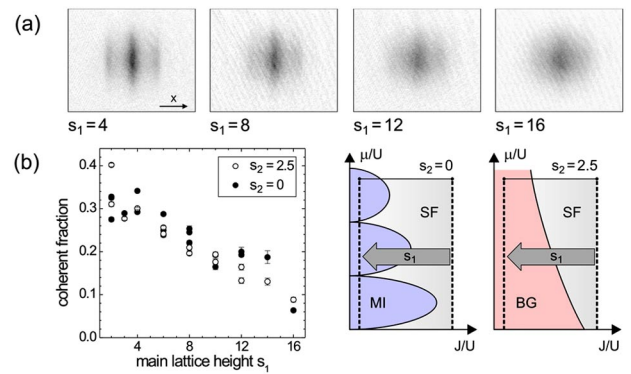 (a)
x
s1=4
s1=8
s1=12
s1=16
(b)
coherent fraction
0.4
0.3
0.2
0.1
0.0
s2=2.5
s2=0
4
8
12
16
main lattice height s1
μ/U
s2=0
SF
s1
MI
J/U
μ/U
s2=2.5
SF
s1
BG
J/U